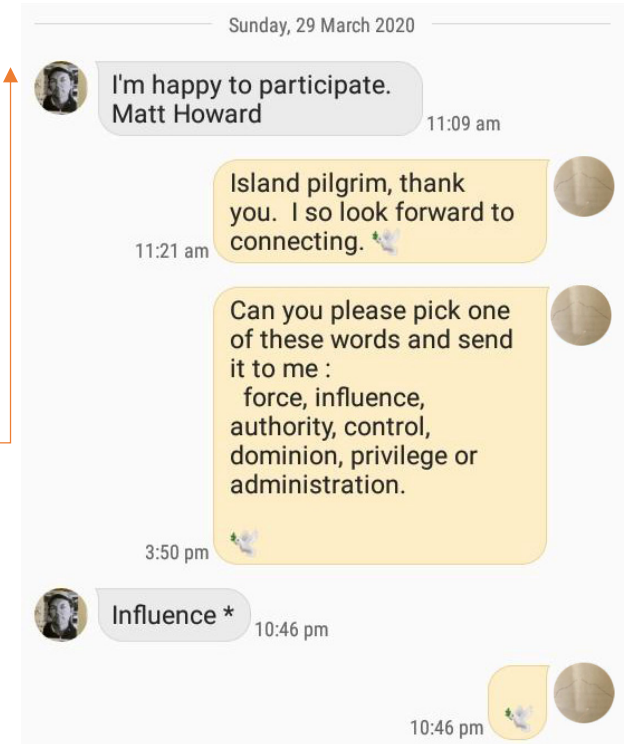 Sunday, 29 March 2020
I'm happy to participate.
Matt Howard
11:09 am
Island pilgrim, thank
you.  I so look forward to
connecting. 🕊️
11:21 am
Can you please pick one
of these words and send
it to me :
  force, influence,
authority, control,
dominion, privilege or
administration.
🕊️
3:50 pm
Influence *
10:46 pm
🕊️
10:46 pm